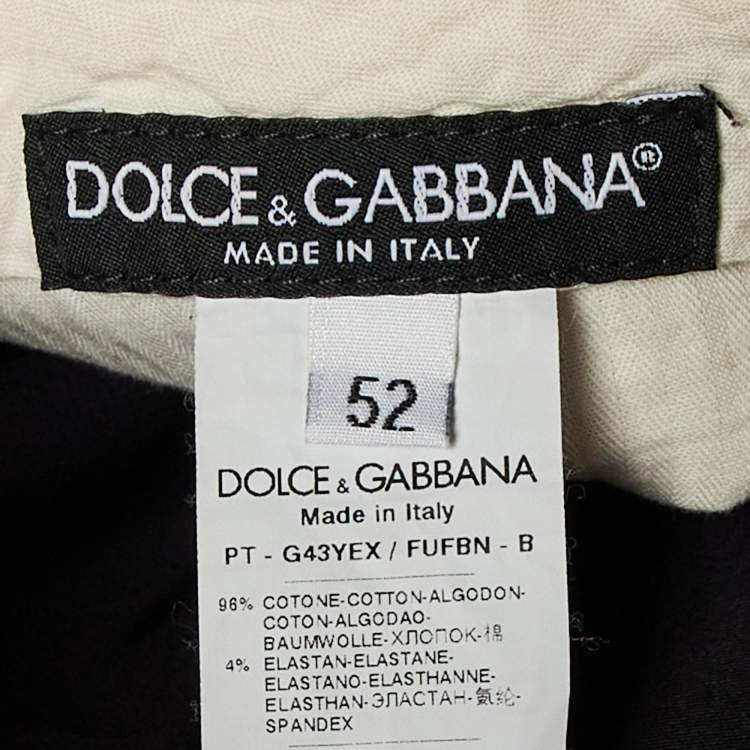 DOLCE & GABBANA®
MADE IN ITALY
52
DOLCE & GABBANA
Made in Italy
PT - G43YEX / FUFBN - B
96% COTONE-COTTON-ALGODON-
COTON-ALGODAO-
BAUMWOLLE-ХЛОПОК-棉
4% ELASTAN-ELASTANE-
ELASTANO-ELASTHANNE-
ELASTHAN-ЭЛАСТАН-氨纶-
SPANDEX